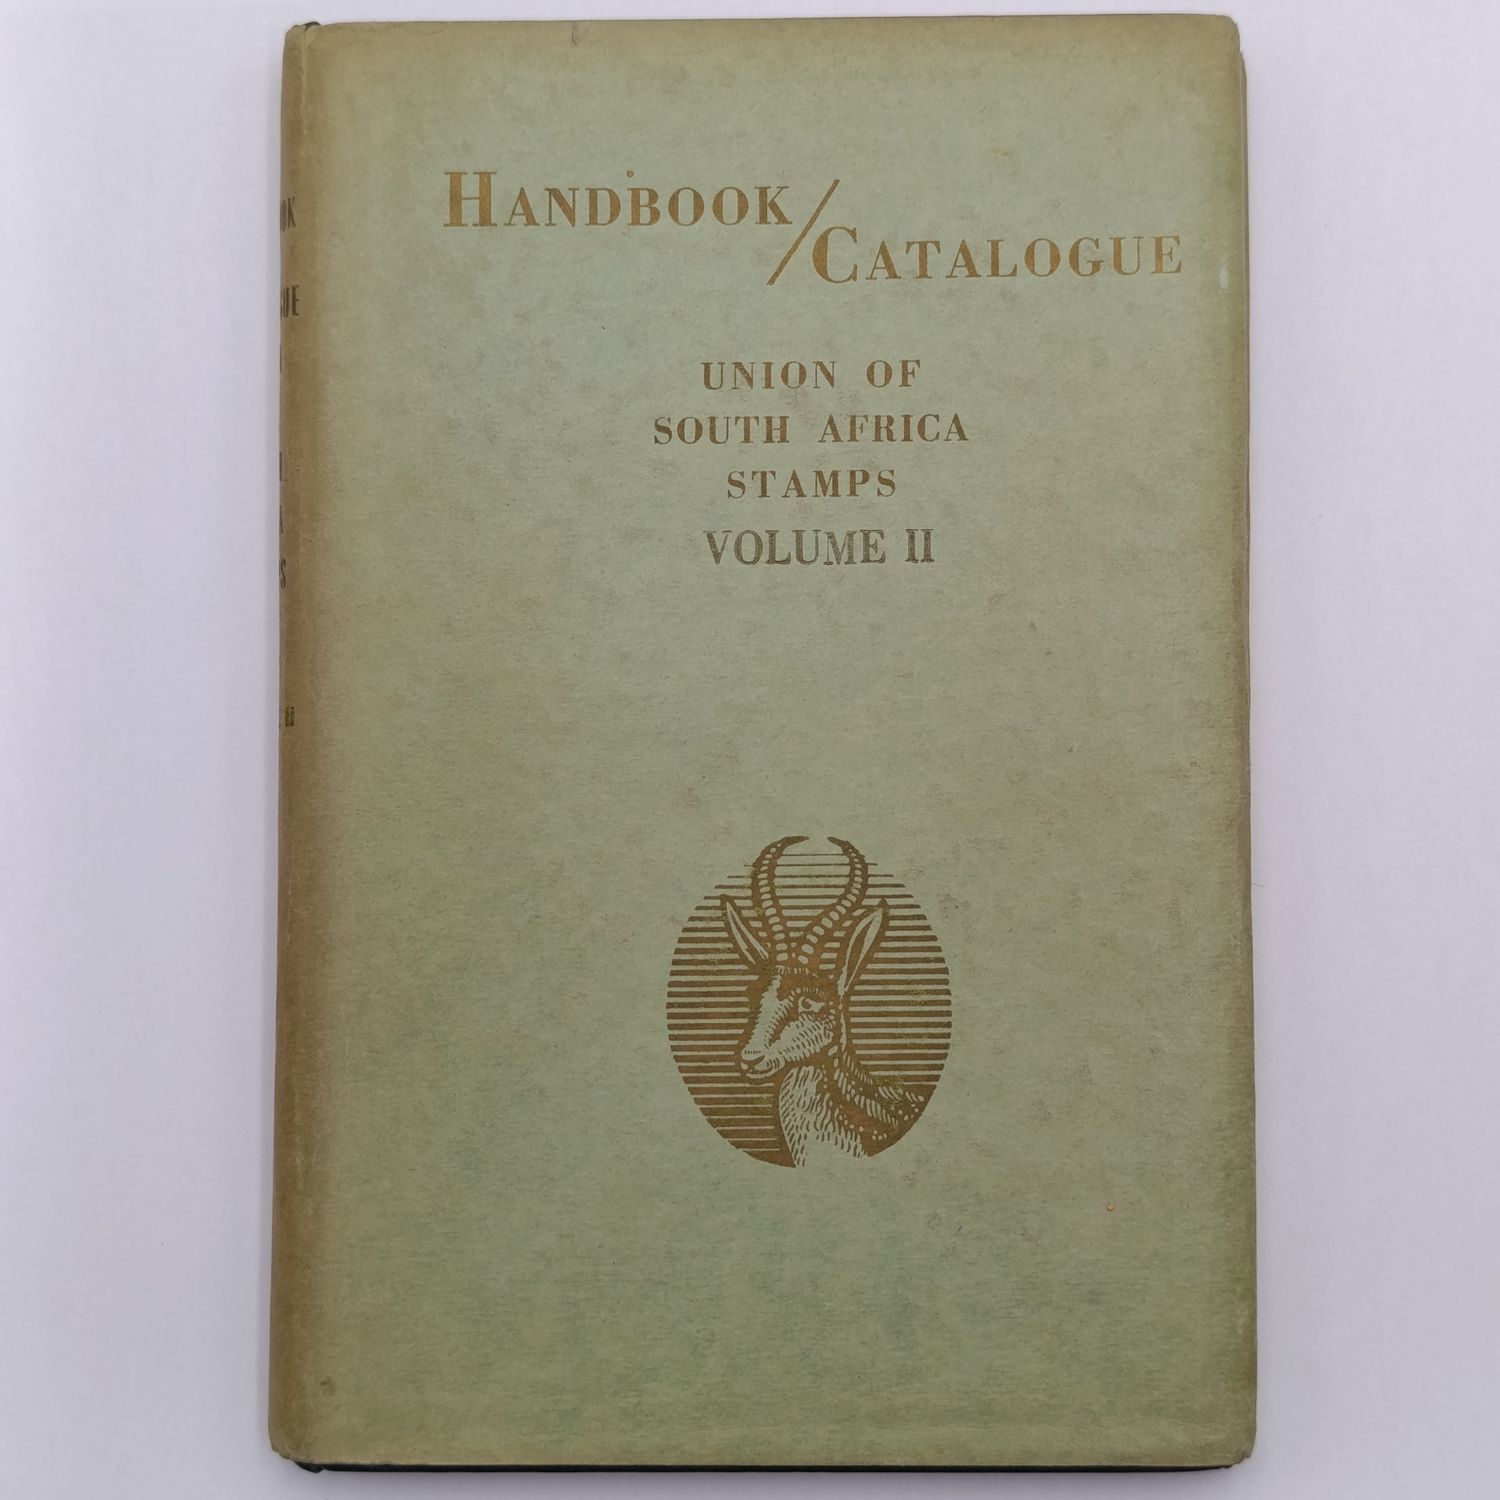 HANDBOOK/
CATALOGUE
UNION OF
SOUTH AFRICA
STAMPS
VOLUME II